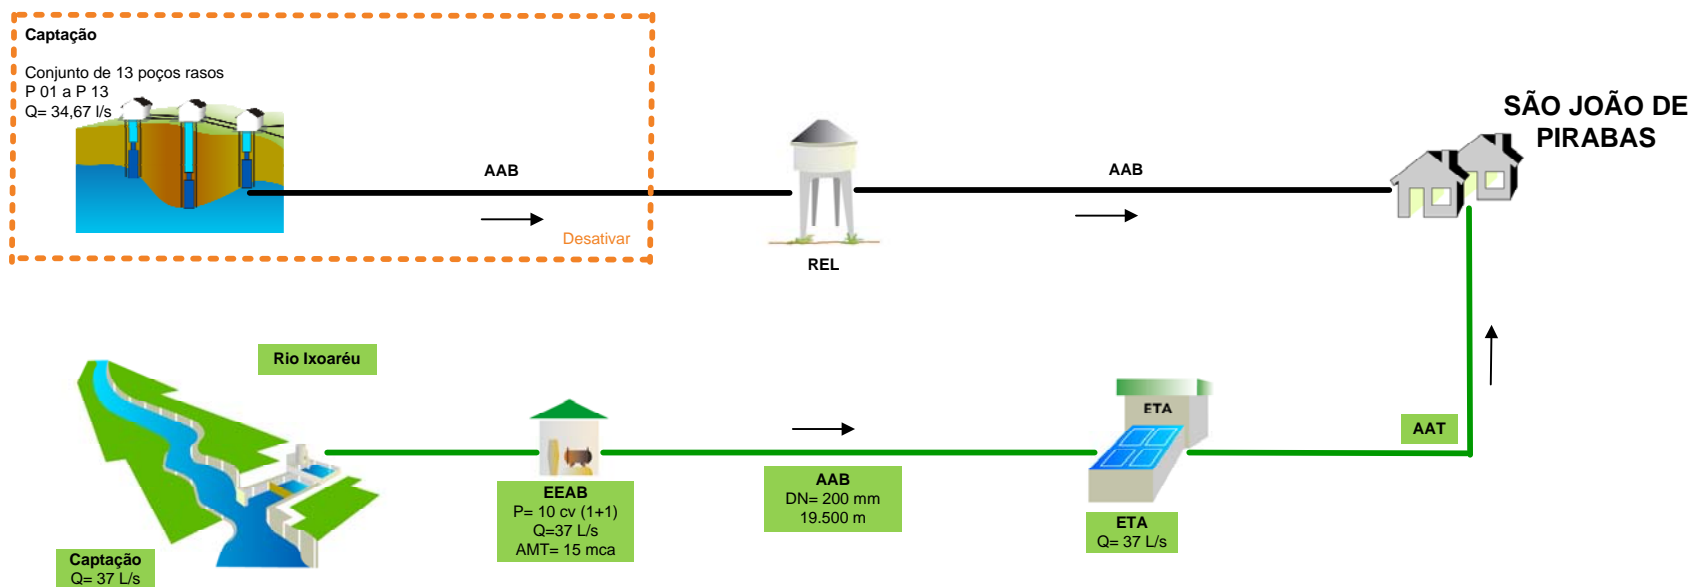 Captação
Conjunto de 13 poços rasos
P 01 a P 13
Q= 34,67 l/s
AAB
Desativar
REL
AAB
SÃO JOÃO DE
PIRABAS
Rio Ixoaréu
Captação
Q= 37 L/s
EEAB
P= 10 cv (1+1)
Q=37 L/s
AMT= 15 mca
AAB
DN= 200 mm
19.500 m
ETA
ETA
Q= 37 L/s
AAT